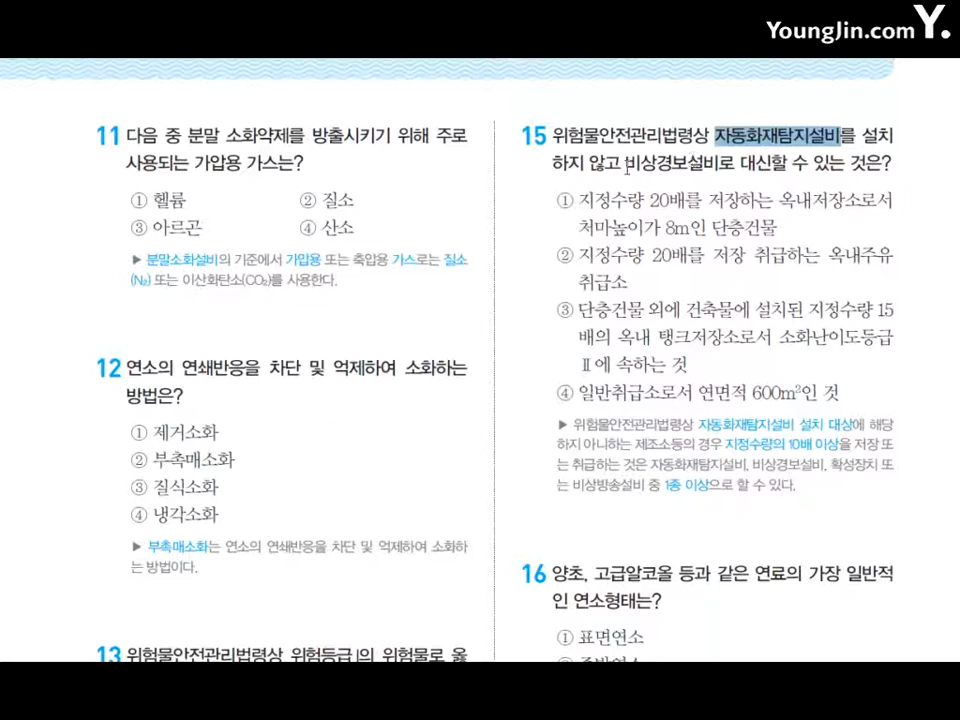 YoungJin.com Y.
11 다음 중 분말 소화약제를 방출시키기 위해 주로
사용되는 가압용 가스는?
① 헬륨 ② 질소
③ 아르곤 ④ 산소
▶ 분말소화설비의 기준에서 가압용 또는 축압용 가스로는 질소
(N₂) 또는 이산화탄소(CO₂)를 사용한다.
12 연소의 연쇄반응을 차단 및 억제하여 소화하는
방법은?
① 제거소화
② 부촉매소화
③ 질식소화
④ 냉각소화
▶ 부촉매소화는 연소의 연쇄반응을 차단 및 억제하여 소화하
는 방법이다.
13 위험물안전관리법령상 위험등급Ⅰ의 위험물로 옳
15 위험물안전관리법령상 자동화재탐지설비를 설치
하지 않고 비상경보설비로 대신할 수 있는 것은?
① 지정수량 20배를 저장하는 옥내저장소로서
처마높이가 8m인 단층건물
② 지정수량 20배를 저장 취급하는 옥내주유
취급소
③ 단층건물 외에 건축물에 설치된 지정수량 15
배의 옥내 탱크저장소로서 소화난이도등급
Ⅱ에 속하는 것
④ 일반취급소로서 연면적 600m²인 것
▶ 위험물안전관리법령상 자동화재탐지설비 설치 대상에 해당
하지 아니하는 제조소등의 경우 지정수량의 10배 이상을 저장 또
는 취급하는 것은 자동화재탐지설비, 비상경보설비, 확성장치 또
는 비상방송설비 중 1종 이상으로 할 수 있다.
16 양초, 고급알코올 등과 같은 연료의 가장 일반적
인 연소형태는?
① 표면연소